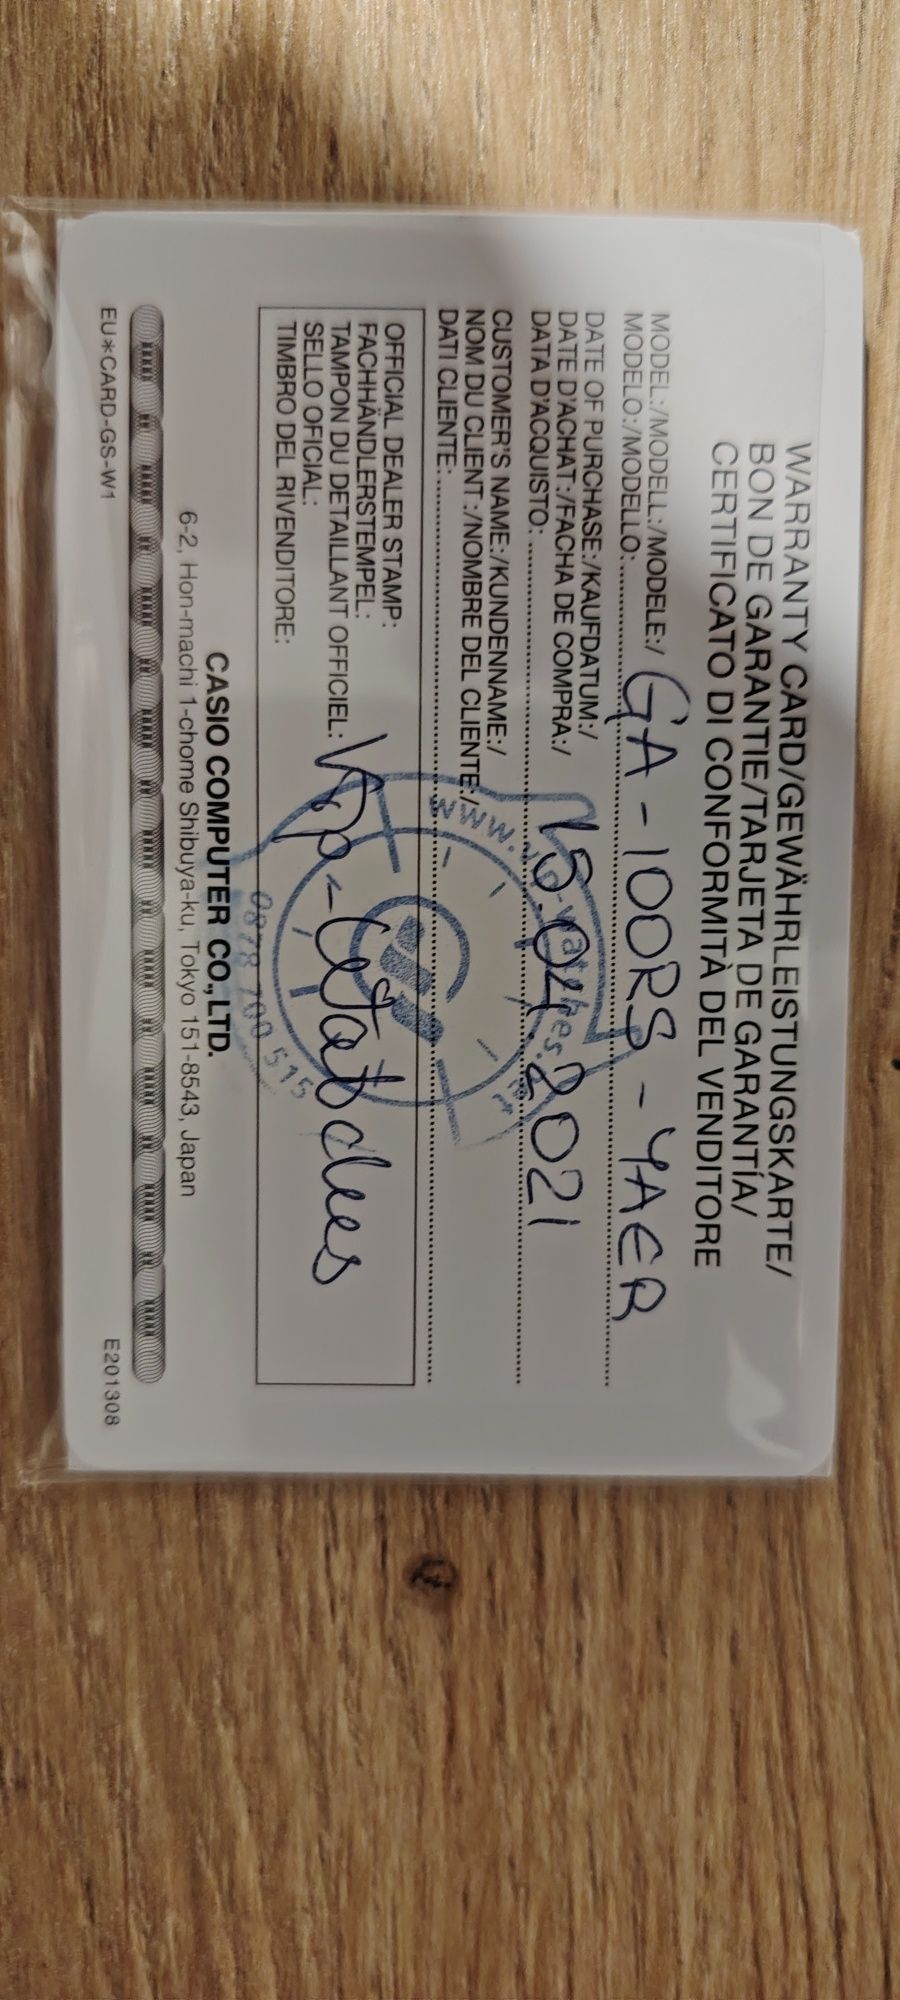 WARRANTY CARD/GEWÄHRLEISTUNGSKARTE/
BON DE GARANTIE/TARJETA DE GARANTÍA/
CERTIFICATO DI CONFORMITÀ DEL VENDITORE
MODEL:/MODELL:/MODELE:/
MODELO:/MODELLO: GA-100RS-4AER
DATE OF PURCHASE:/KAUFDATUM:/
DATE D'ACHAT:/FACHA DE COMPRA:/
DATA D'ACQUISTO: 15.04.2021
CUSTOMER'S NAME:/KUNDENNAME:/
NOM DU CLIENT:/NOMBRE DEL CLIENTE:/
DATI CLIENTE:
OFFICIAL DEALER STAMP:
FACHHÄNDLERSTEMPEL:
TAMPON DU DETAILLANT OFFICIEL:
SELLO OFICIAL:
TIMBRO DEL RIVENDITORE:
0878 700 515
CASIO COMPUTER CO., LTD.
6-2, Hon-machi 1-chome Shibuya-ku, Tokyo 151-8543, Japan
EU*CARD-GS-W1
E201308